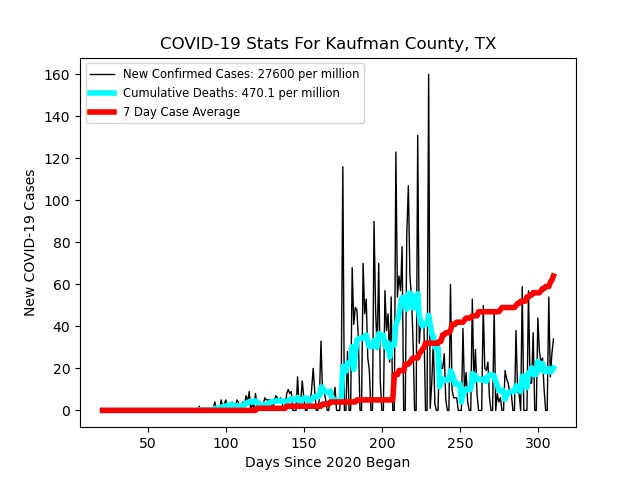 COVID-19 Stats For Kaufman County, TX
New Confirmed Cases: 27600 per million
Cumulative Deaths: 470.1 per million
7 Day Case Average
New COVID-19 Cases
160
140
120
100
80
60
40
20
0
50 100 150 200 250 300
Days Since 2020 Began